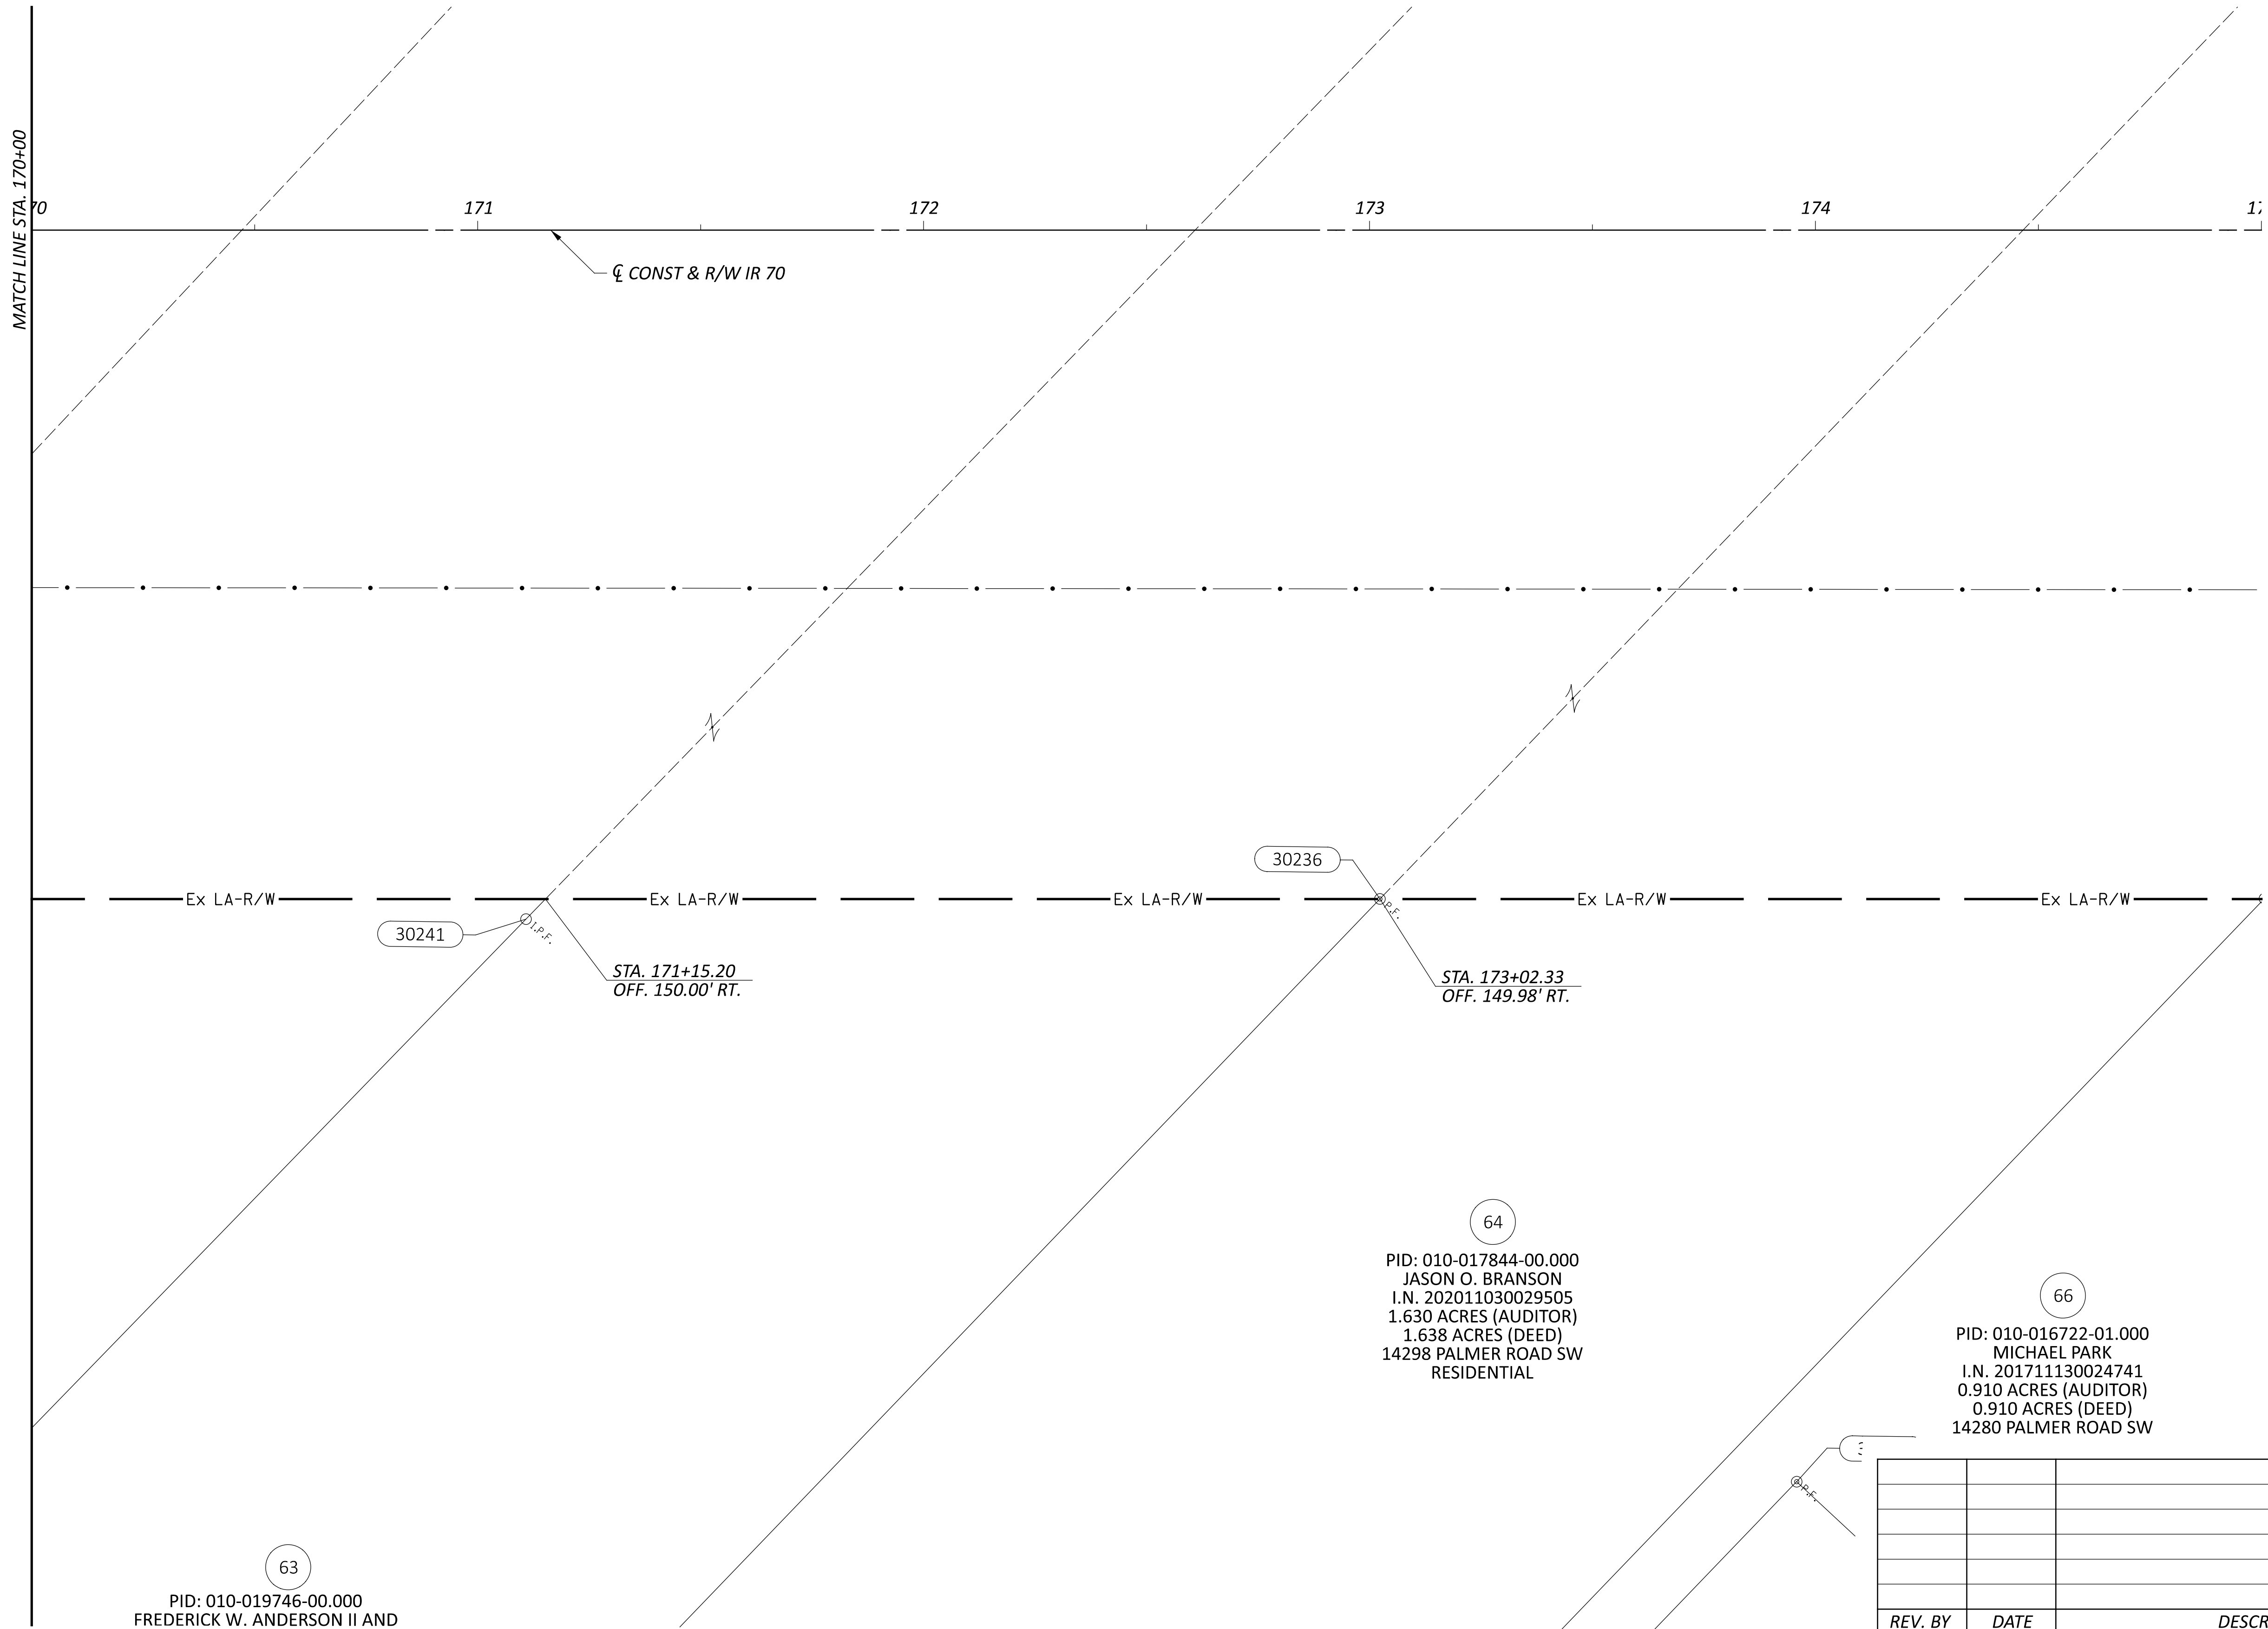 MATCH LINE STA. 170+00
70
171
172
173
174
17
℄ CONST & R/W IR 70
30236
Ex LA-R/W
Ex LA-R/W
Ex LA-R/W
Ex LA-R/W
Ex LA-R/W
P.F.
30241
I.P.F.
STA. 171+15.20
OFF. 150.00' RT.
STA. 173+02.33
OFF. 149.98' RT.
64
PID: 010-017844-00.000
JASON O. BRANSON
I.N. 202011030029505
1.630 ACRES (AUDITOR)
1.638 ACRES (DEED)
14298 PALMER ROAD SW
RESIDENTIAL
66
PID: 010-016722-01.000
MICHAEL PARK
I.N. 201711130024741
0.910 ACRES (AUDITOR)
0.910 ACRES (DEED)
14280 PALMER ROAD SW
P.F.
63
PID: 010-019746-00.000
FREDERICK W. ANDERSON II AND
REV. BY
DATE
DESCR